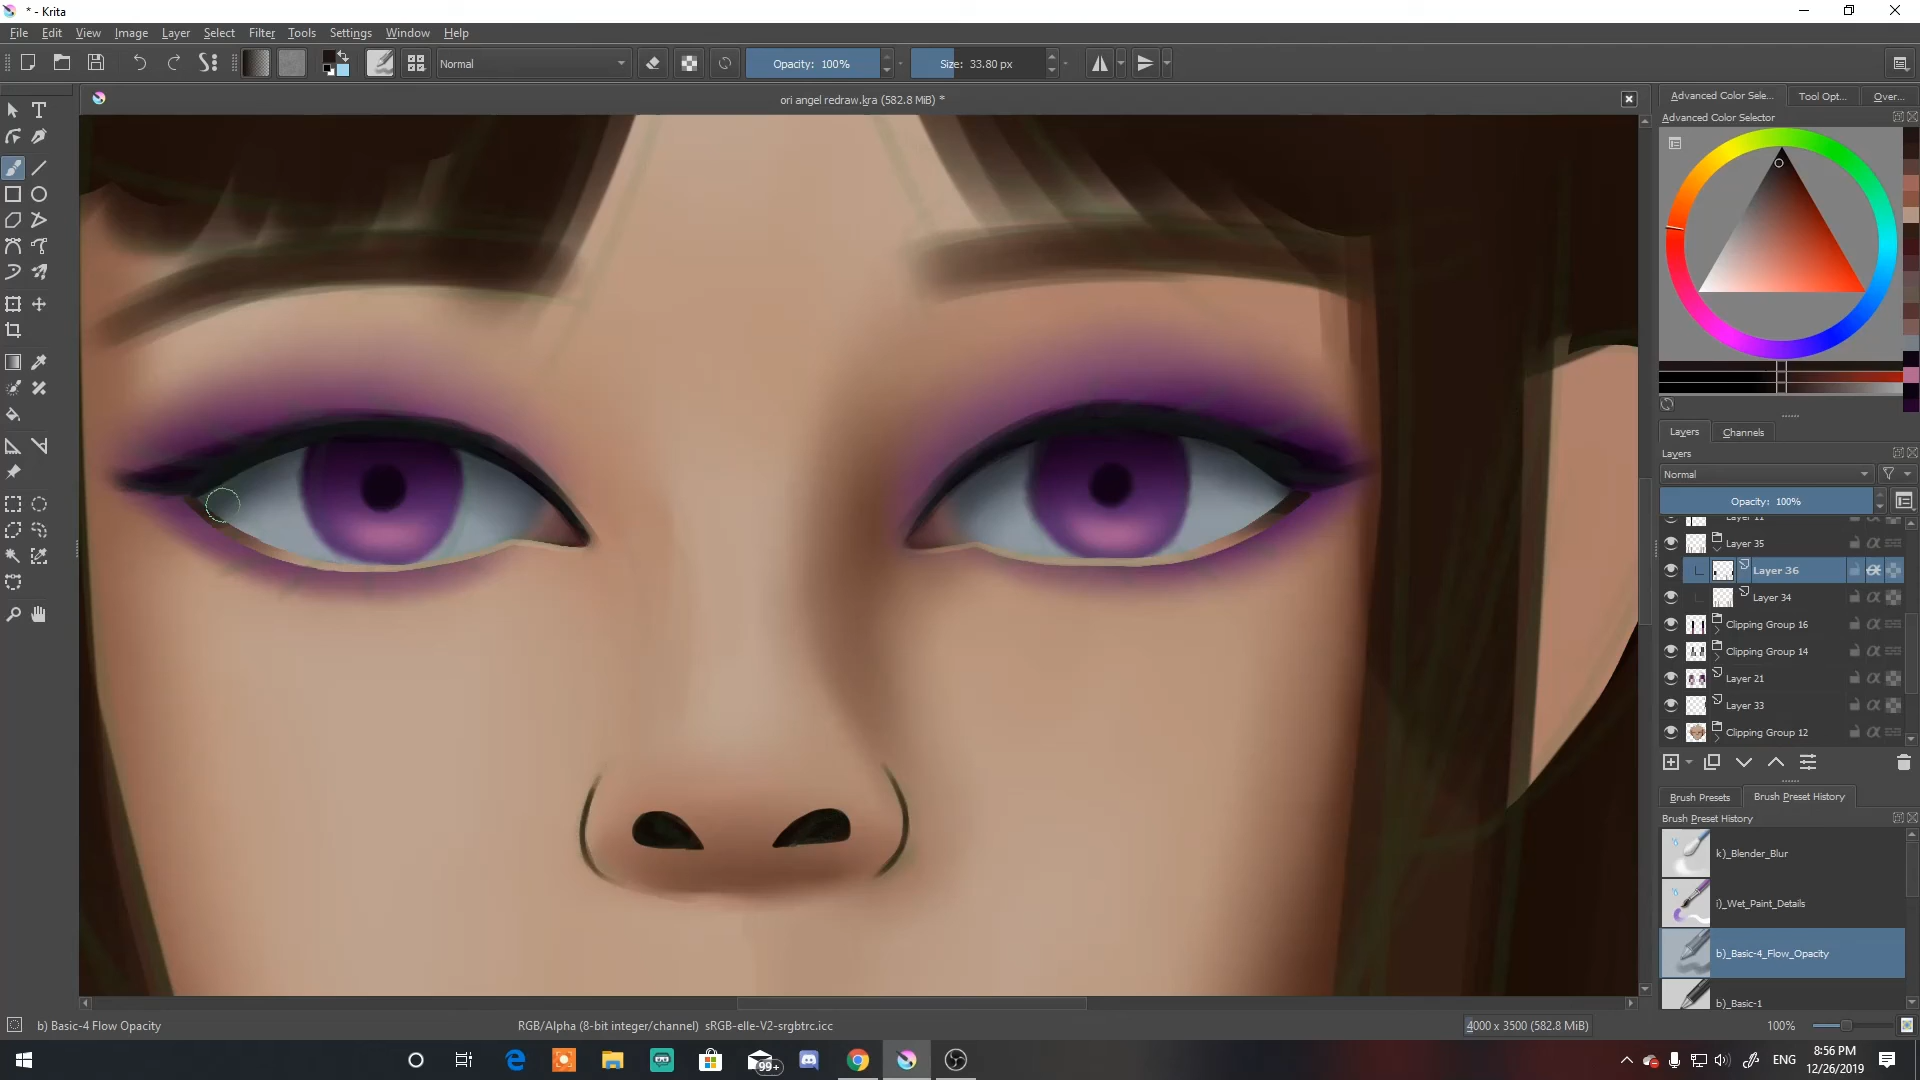 * - Krita
File Edit View Image Layer Select Filter Tools Settings Window Help
Normal
Opacity: 100%
Size: 33.80 px
ori angel redraw.kra (582.8 MiB) *
Advanced Color Sele... Tool Opt... Over...
Advanced Color Selector
Layers Channels
Layers
Normal
Opacity: 100%
Layer 11
Layer 35
Layer 36
Layer 34
Clipping Group 16
Clipping Group 14
Layer 21
Layer 33
Clipping Group 12
Brush Presets Brush Preset History
Brush Preset History
k)_Blender_Blur
i)_Wet_Paint_Details
b)_Basic-4_Flow_Opacity
b)_Basic-1
b) Basic-4 Flow Opacity
RGB/Alpha (8-bit integer/channel) sRGB-elle-V2-srgbtrc.icc
4000 x 3500 (582.8 MiB)
100%
99+
ENG
8:56 PM
12/26/2019